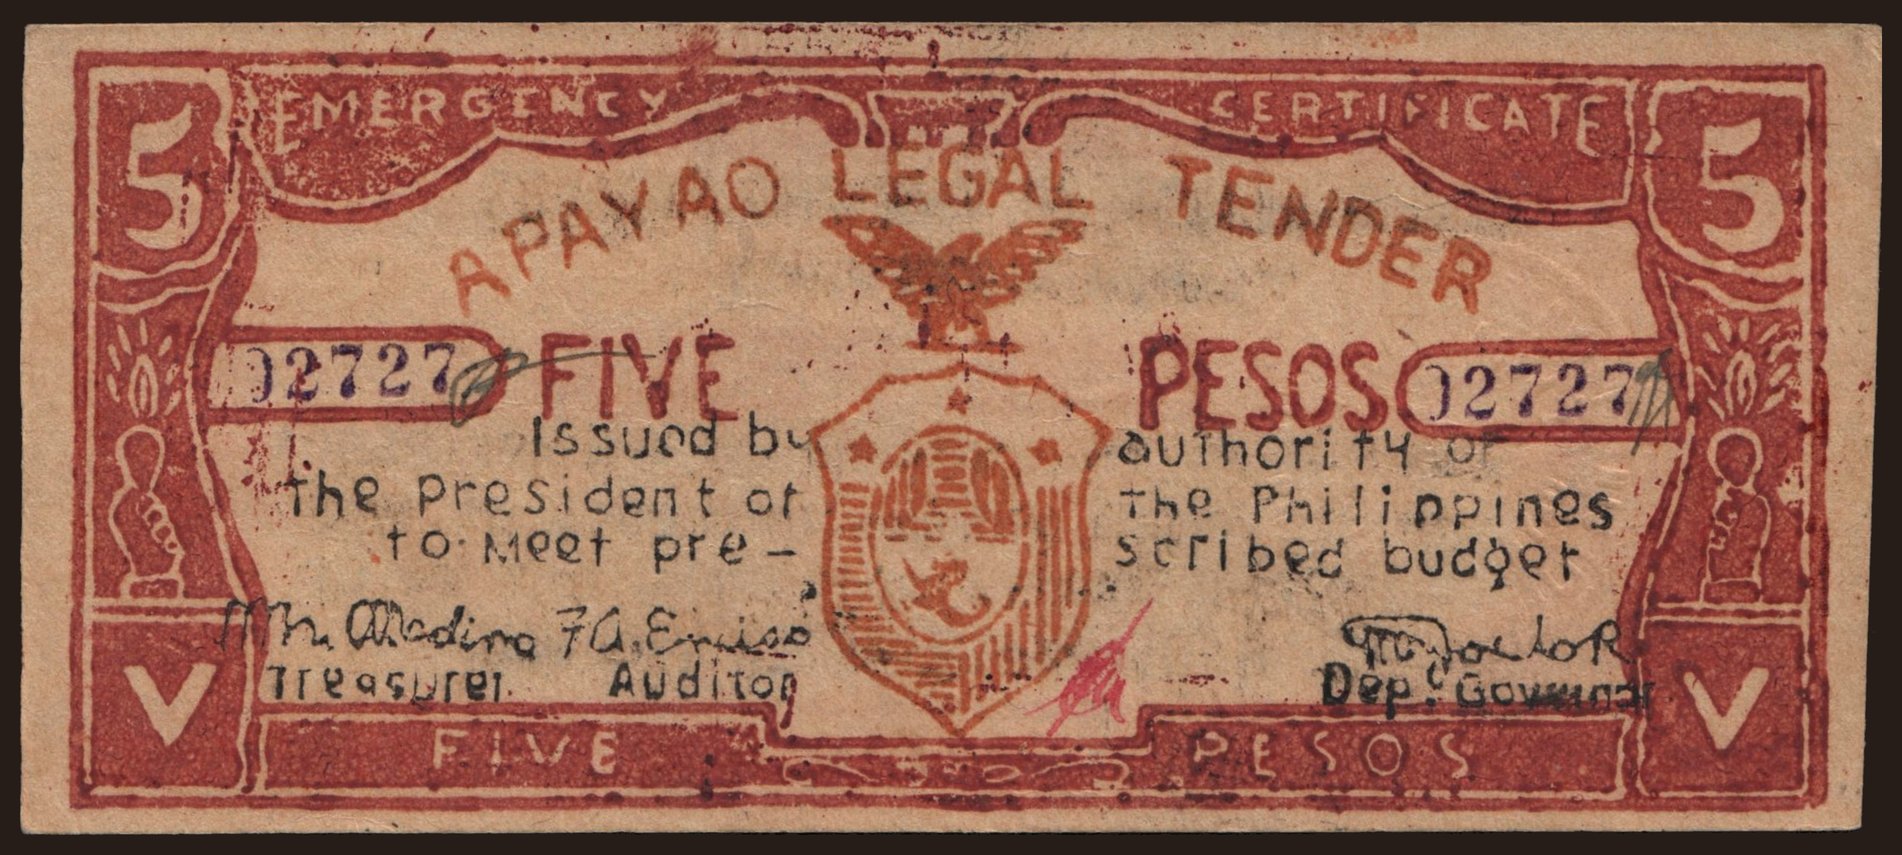 5 EMERGENCY CERTIFICATE 5
APAYAO LEGAL TENDER
02727 FIVE PESOS 02727
Issued by authority of
the President of the Philippines
to Meet pre- scribed budget
Medina F A.
Treasurer Auditor Dep. Governor
V FIVE PESOS V